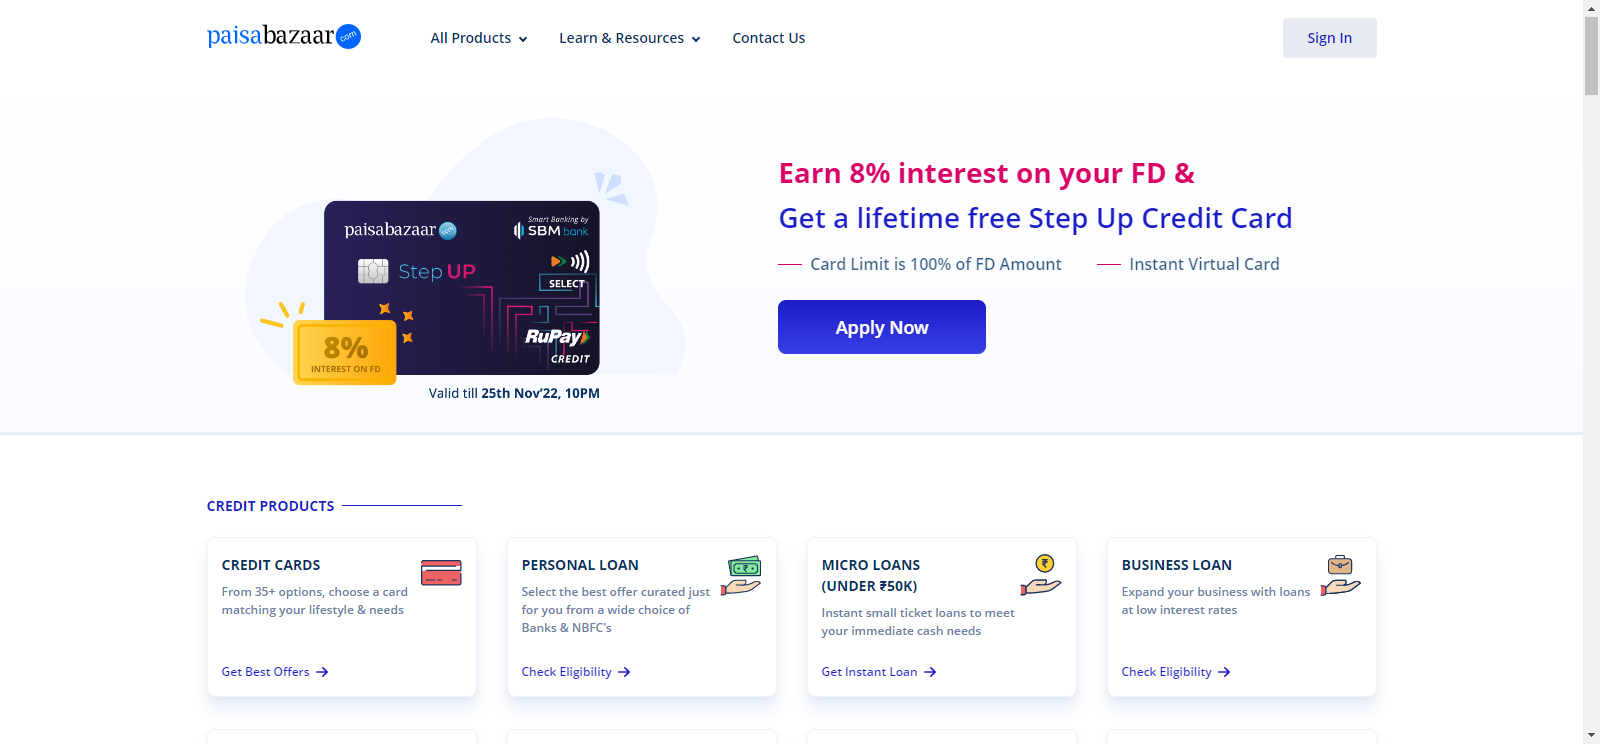 paisabazaar.com
All Products
Learn & Resources
Contact Us
Sign In
paisabazaar.com
Smart Banking by
SBM bank
Step UP
SELECT
RuPay
CREDIT
8%
INTEREST ON FD
Valid till 25th Nov'22, 10PM
Earn 8% interest on your FD &
Get a lifetime free Step Up Credit Card
Card Limit is 100% of FD Amount
Instant Virtual Card
Apply Now
CREDIT PRODUCTS
CREDIT CARDS
From 35+ options, choose a card
matching your lifestyle & needs
Get Best Offers
PERSONAL LOAN
Select the best offer curated just
for you from a wide choice of
Banks & NBFC's
Check Eligibility
MICRO LOANS
(UNDER ₹50K)
Instant small ticket loans to meet
your immediate cash needs
Get Instant Loan
BUSINESS LOAN
Expand your business with loans
at low interest rates
Check Eligibility